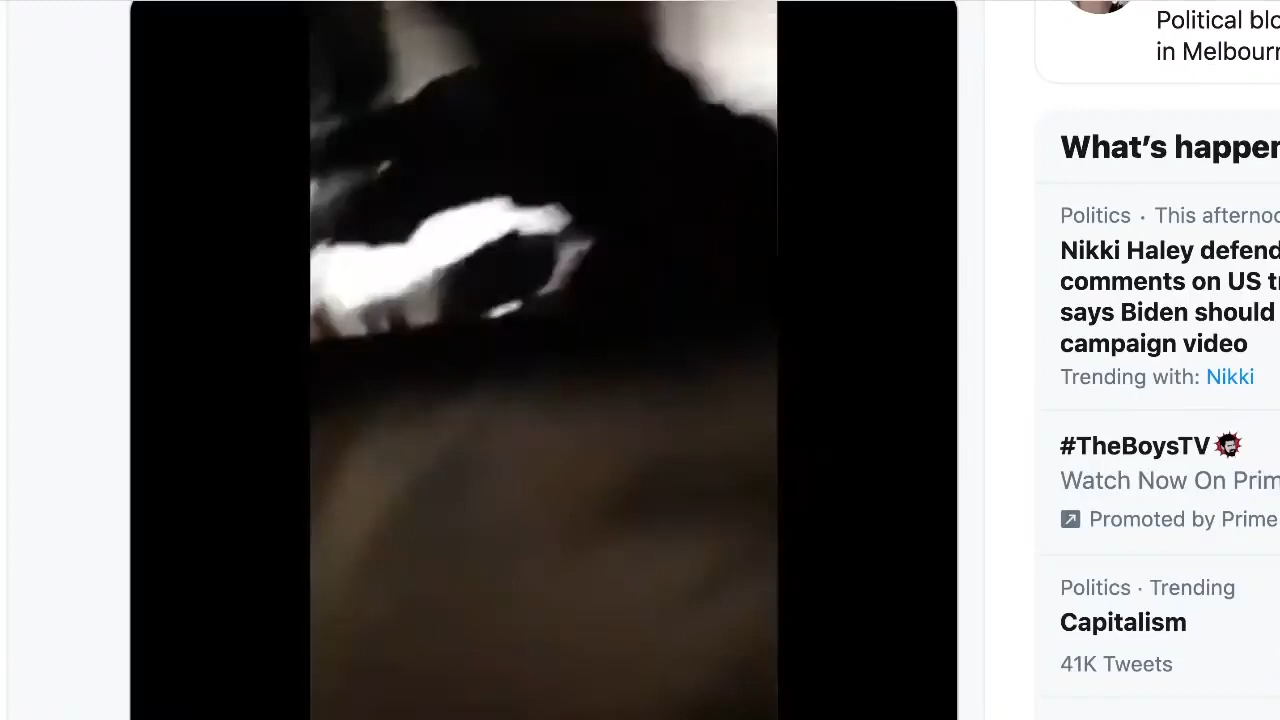 Political blo
in Melbourn
What's happen
Politics · This afternoo
Nikki Haley defend
comments on US tr
says Biden should
campaign video
Trending with: Nikki
#TheBoysTV
Watch Now On Prim
Promoted by Prime
Politics · Trending
Capitalism
41K Tweets